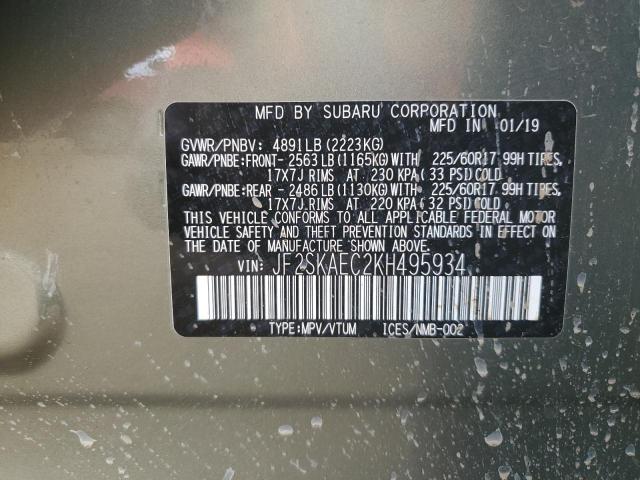 MFD BY SUBARU CORPORATION
MFD IN 01/19
GVWR/PNBV: 4891LB (2223KG)
GAWR/PNBE:FRONT- 2563 LB (1165KG) WITH 225/60R17 99H TIRES,
17X7J RIMS AT 230 KPA (33 PSI) COLD
GAWR/PNBE:REAR - 2486 LB (1130KG) WITH 225/60R17 99H TIRES,
17X7J RIMS AT 220 KPA (32 PSI) COLD
THIS VEHICLE CONFORMS TO ALL APPLICABLE FEDERAL MOTOR
VEHICLE SAFETY AND THEFT PREVENTION STANDARDS IN EFFECT
ON THE DATE OF MANUFACTURE SHOWN ABOVE.
VIN: JF2SKAEC2KH495934
TYPE:MPV/VTUM ICES/NMB-002